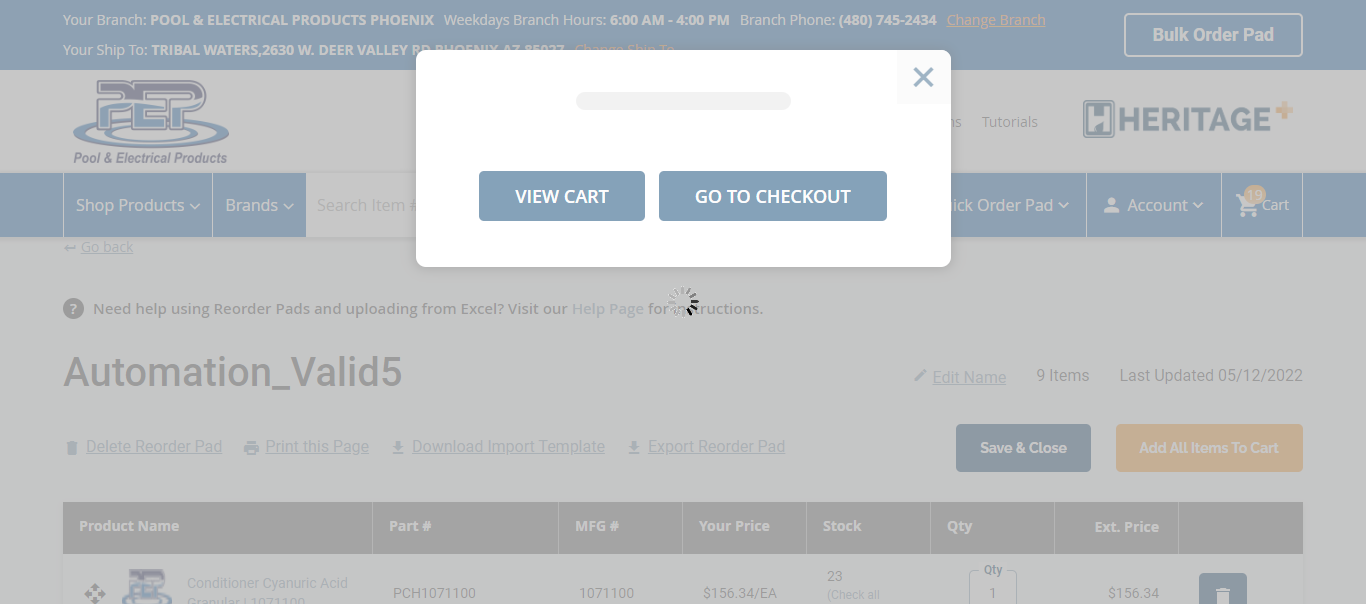 Your Branch: POOL & ELECTRICAL PRODUCTS PHOENIX Weekdays Branch Hours: 6:00 AM - 4:00 PM Branch Phone: (480) 745-2434 Change Branch
Bulk Order Pad
Your Ship To: TRIBAL WATERS,2630 W. DEER VALLEY RD PHOENIX AZ 85027 Change Ship To
PEP
Pool & Electrical Products
Tutorials
HERITAGE+
VIEW CART
GO TO CHECKOUT
Shop Products
Brands
Search Item #
Order Pad
Account
19
Cart
Go back
Need help using Reorder Pads and uploading from Excel? Visit our Help Page for instructions.
Automation_Valid5
Edit Name
9 Items
Last Updated 05/12/2022
Delete Reorder Pad
Print this Page
Download Import Template
Export Reorder Pad
Save & Close
Add All Items To Cart
Product Name Part # MFG # Your Price Stock Qty Ext. Price
PEP
Conditioner Cyanuric Acid
Granular | 1071100
PCH1071100
1071100
$156.34/EA
23
(Check all
Qty
1
$156.34